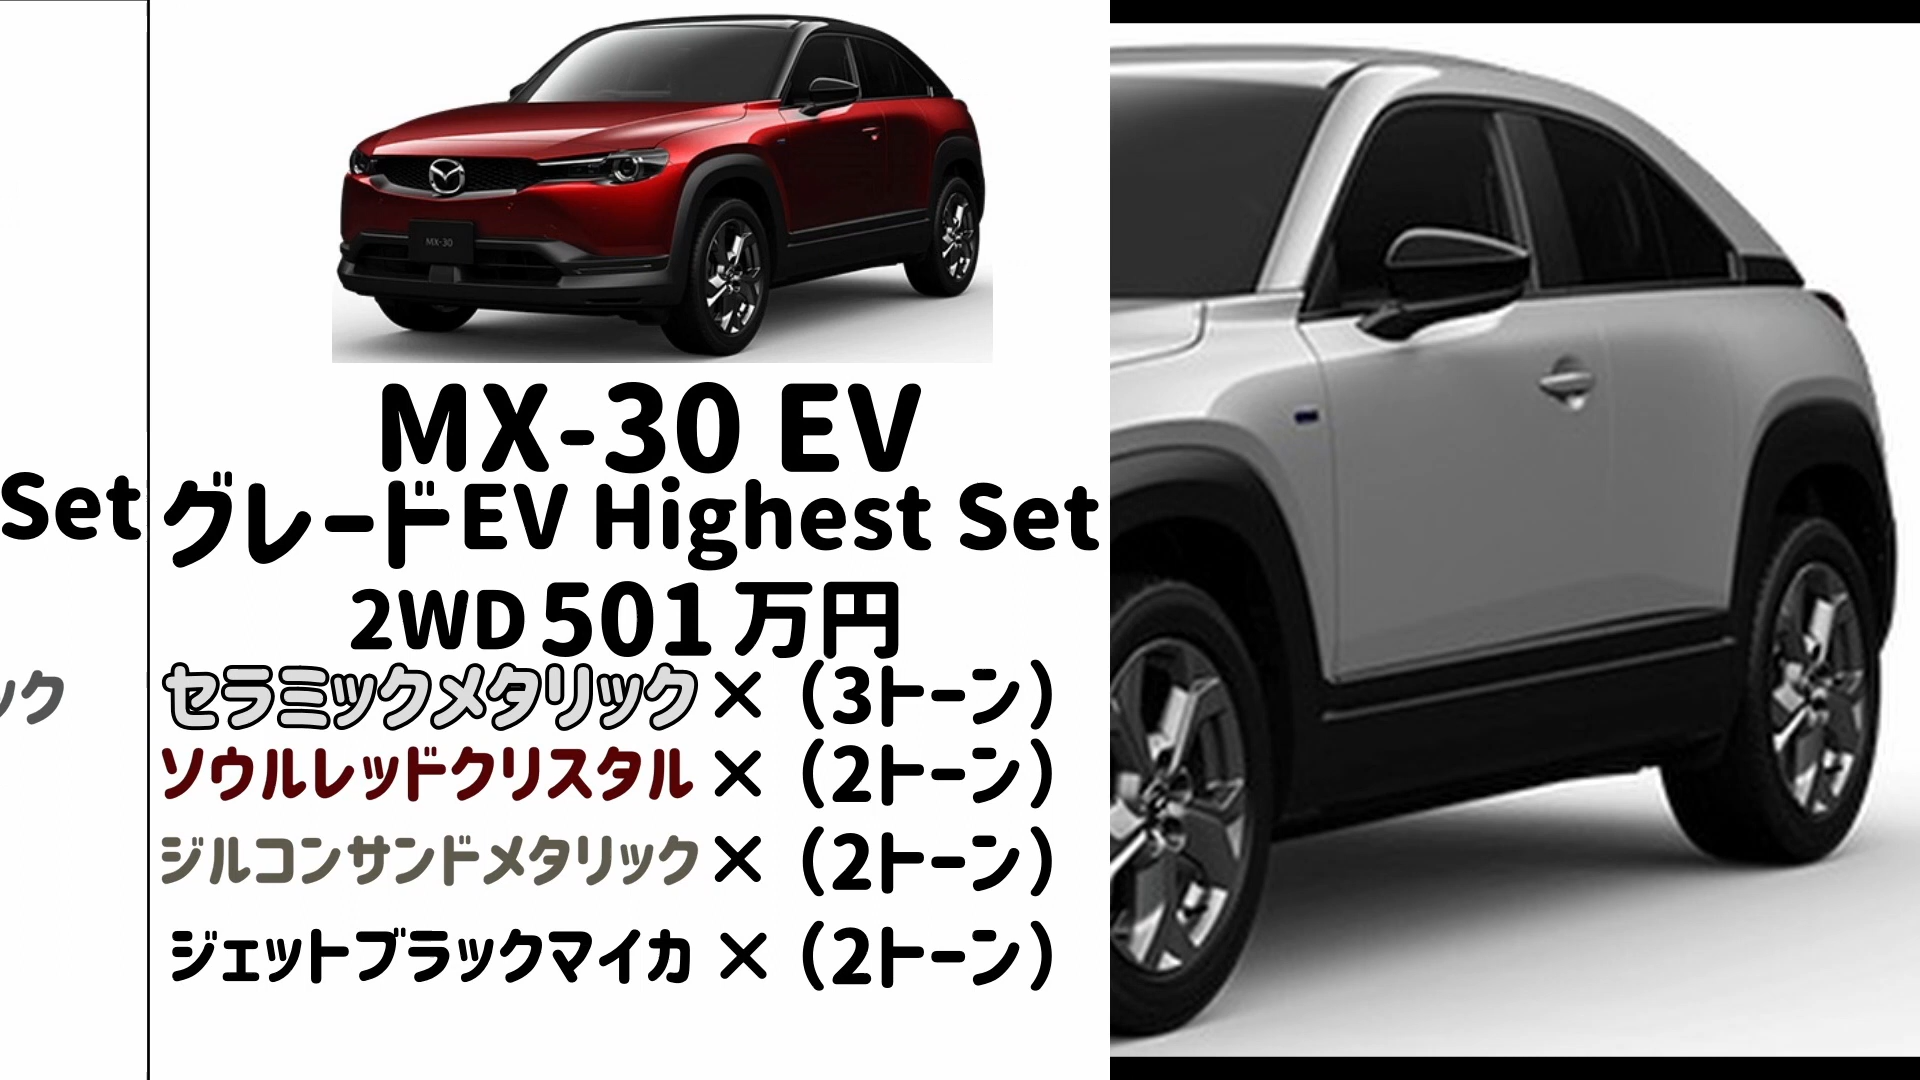 MX-30
MX-30 EV
Set
グレードEV Highest Set
2WD 501万円
ック
セラミックメタリック×（3トーン）
ソウルレッドクリスタル×（2トーン）
ジルコンサンドメタリック×（2トーン）
ジェットブラックマイカ×（2トーン）